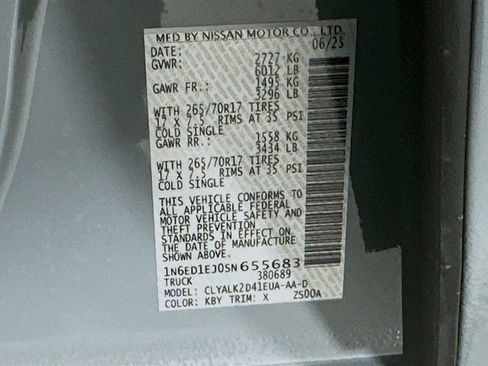 MFD BY NISSAN MOTOR CO., LTD.
DATE: 06/25
GVWR: 2727 KG
6012 LB
GAWR FR.: 1495 KG
3296 LB
WITH 265/70R17 TIRES
17 X 7.5 RIMS AT 35 PSI
COLD SINGLE
GAWR RR.: 1558 KG
3434 LB
WITH 265/70R17 TIRES
17 X 7.5 RIMS AT 35 PSI
COLD SINGLE
THIS VEHICLE CONFORMS TO
ALL APPLICABLE FEDERAL
MOTOR VEHICLE SAFETY AND
THEFT PREVENTION
STANDARDS IN EFFECT ON
THE DATE OF MANUFACTURE
SHOWN ABOVE.
1N6ED1EJ0SN655683
TRUCK 380689
MODEL: CLYALK2D41EUA-AA-D
COLOR: KBY TRIM: X ZS00A